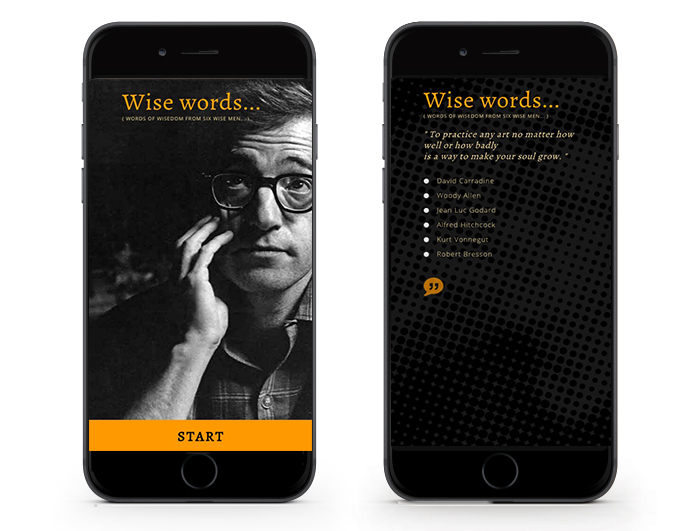 Wise words...
( WORDS OF WISEDOM FROM SIX WISE MEN... )
START
Wise words...
( WORDS OF WISEDOM FROM SIX WISE MEN... )
" To practice any art no matter how
well or how badly
is a way to make your soul grow. "
David Carradine
Woody Allen
Jean Luc Godard
Alfred Hitchcock
Kurt Vonnegut
Robert Bresson